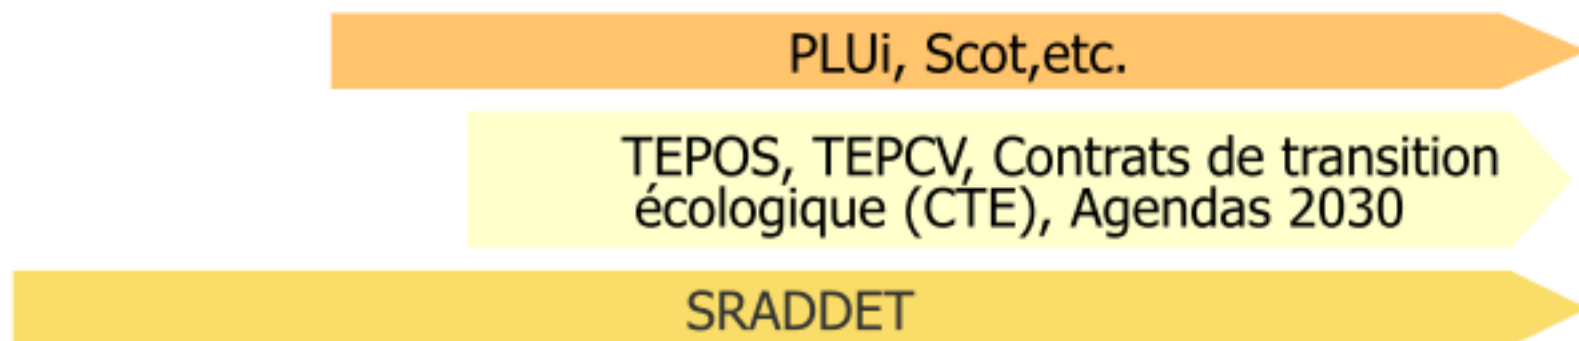 PLUi, Scot,etc.
TEPOS, TEPCV, Contrats de transition
écologique (CTE), Agendas 2030
SRADDET